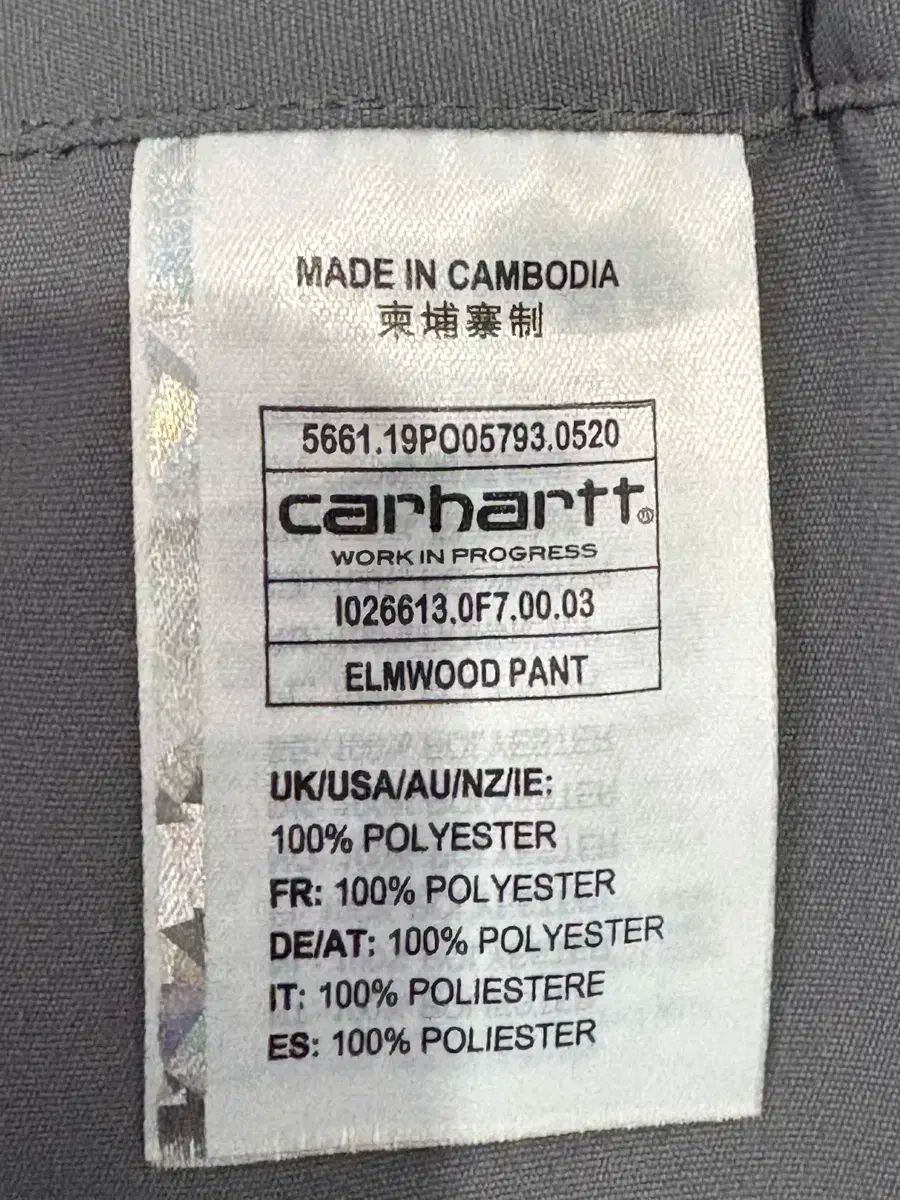 MADE IN CAMBODIA
柬埔寨制
5661.19PO05793.0520
carhartt®
WORK IN PROGRESS
I026613.0F7.00.03
ELMWOOD PANT
UK/USA/AU/NZ/IE:
100% POLYESTER
FR: 100% POLYESTER
DE/AT: 100% POLYESTER
IT: 100% POLIESTERE
ES: 100% POLIESTER